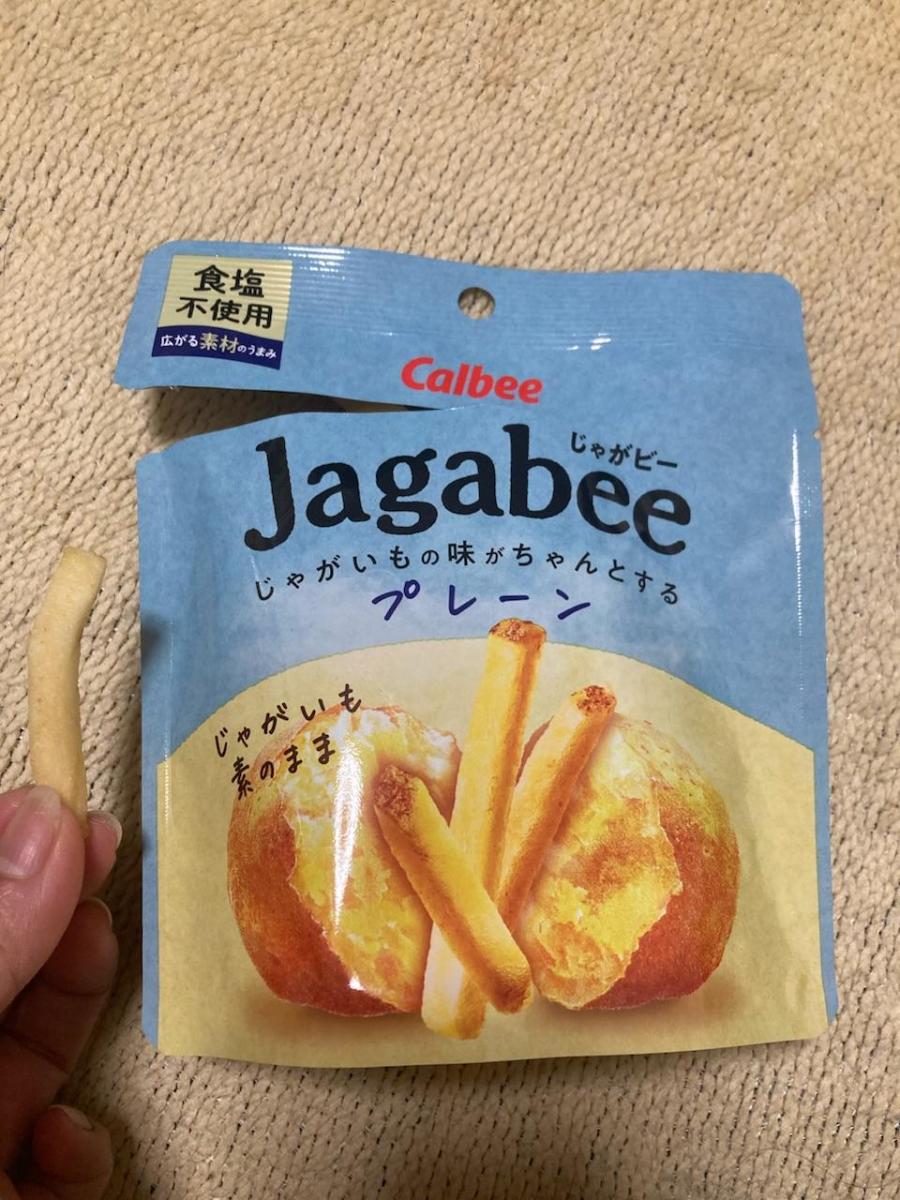 食塩
不使用
広がる素材のうまみ
Calbee
じゃがビー
Jagabee
じゃがいもの味がちゃんとする
プレーン
じゃがいも
素のまま